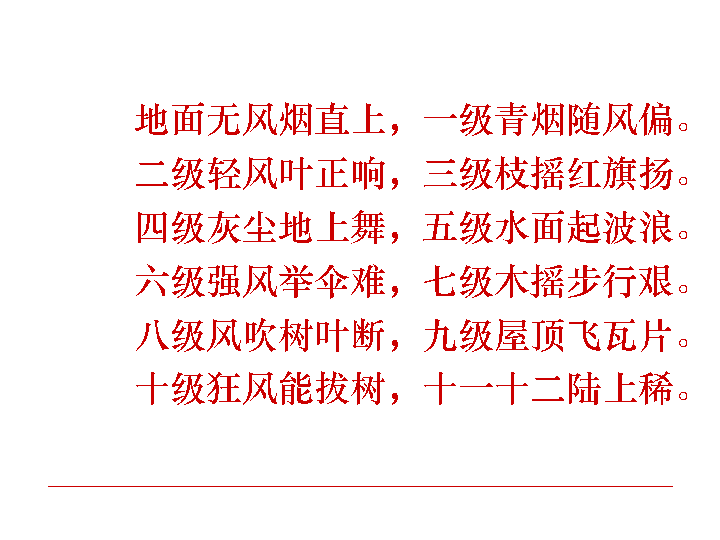 地面无风烟直上，一级青烟随风偏。
二级轻风叶正响，三级枝摇红旗扬。
四级灰尘地上舞，五级水面起波浪。
六级强风举伞难，七级木摇步行艰。
八级风吹树叶断，九级屋顶飞瓦片。
十级狂风能拔树，十一十二陆上稀。